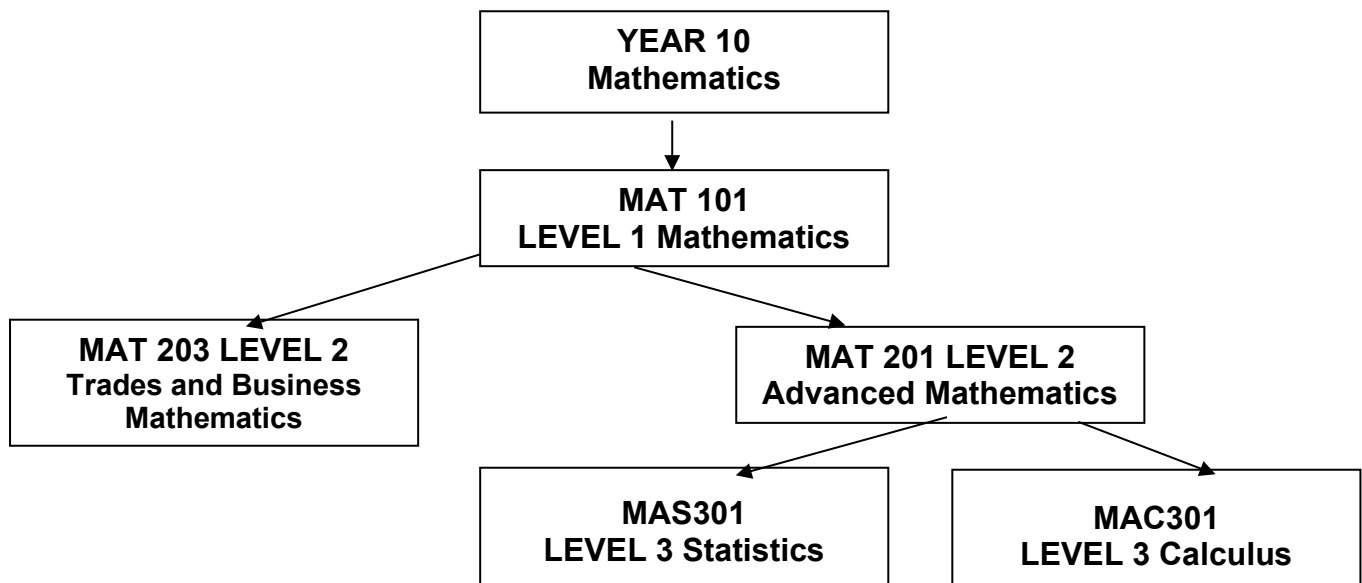 YEAR 10
Mathematics
MAT 101
LEVEL 1 Mathematics
MAT 203 LEVEL 2
Trades and Business
Mathematics
MAT 201 LEVEL 2
Advanced Mathematics
MAS301
LEVEL 3 Statistics
MAC301
LEVEL 3 Calculus